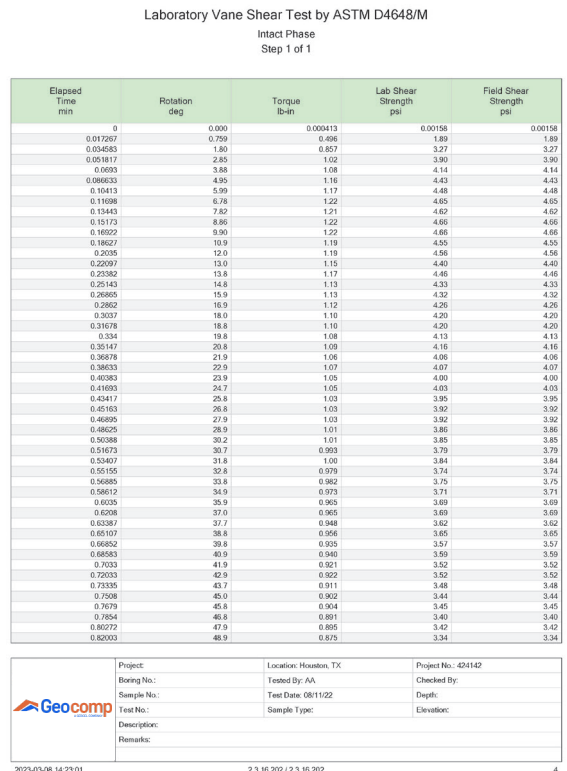 Laboratory Vane Shear Test by ASTM D4648/M
Intact Phase
Step 1 of 1
Elapsed Time min Rotation deg Torque lb-in Lab Shear Strength psi Field Shear Strength psi
0 0.000 0.000413 0.00158 0.00158
0.017267 0.759 0.496 1.89 1.89
0.034583 1.80 0.857 3.27 3.27
0.051817 2.85 1.02 3.90 3.90
0.0693 3.88 1.08 4.14 4.14
0.086633 4.95 1.16 4.43 4.43
0.10413 5.99 1.17 4.48 4.48
0.11698 6.78 1.22 4.65 4.65
0.13443 7.82 1.21 4.62 4.62
0.15173 8.86 1.22 4.66 4.66
0.16922 9.90 1.22 4.66 4.66
0.18627 10.9 1.19 4.55 4.55
0.2035 12.0 1.19 4.56 4.56
0.22097 13.0 1.15 4.40 4.40
0.23382 13.8 1.17 4.46 4.46
0.25143 14.8 1.13 4.33 4.33
0.26865 15.9 1.13 4.32 4.32
0.2862 16.9 1.12 4.26 4.26
0.3037 18.0 1.10 4.20 4.20
0.31678 18.8 1.10 4.20 4.20
0.334 19.8 1.08 4.13 4.13
0.35147 20.8 1.09 4.16 4.16
0.36878 21.9 1.06 4.06 4.06
0.38633 22.9 1.07 4.07 4.07
0.40383 23.9 1.05 4.00 4.00
0.41693 24.7 1.05 4.03 4.03
0.43417 25.8 1.03 3.95 3.95
0.45163 26.8 1.03 3.92 3.92
0.46895 27.9 1.03 3.92 3.92
0.48625 28.9 1.01 3.86 3.86
0.50388 30.2 1.01 3.85 3.85
0.51673 30.7 0.993 3.79 3.79
0.53407 31.8 1.00 3.84 3.84
0.55155 32.8 0.979 3.74 3.74
0.56885 33.8 0.982 3.75 3.75
0.58612 34.9 0.973 3.71 3.71
0.6035 35.9 0.965 3.69 3.69
0.6208 37.0 0.965 3.69 3.69
0.63387 37.7 0.948 3.62 3.62
0.65107 38.8 0.956 3.65 3.65
0.66852 39.8 0.935 3.57 3.57
0.68583 40.9 0.940 3.59 3.59
0.7033 41.9 0.921 3.52 3.52
0.72033 42.9 0.922 3.52 3.52
0.73335 43.7 0.911 3.48 3.48
0.7508 45.0 0.902 3.44 3.44
0.7679 45.8 0.904 3.45 3.45
0.7854 46.8 0.891 3.40 3.40
0.80272 47.9 0.895 3.42 3.42
0.82003 48.9 0.875 3.34 3.34
Geocomp
Project: Location: Houston, TX Project No.: 424142
Boring No.: Tested By: AA Checked By:
Sample No.: Test Date: 08/11/22 Depth:
Test No.: Sample Type: Elevation:
Description:
Remarks:
2023-03-08 14:23:01 2.3.16.202 / 2.3.16.202 4